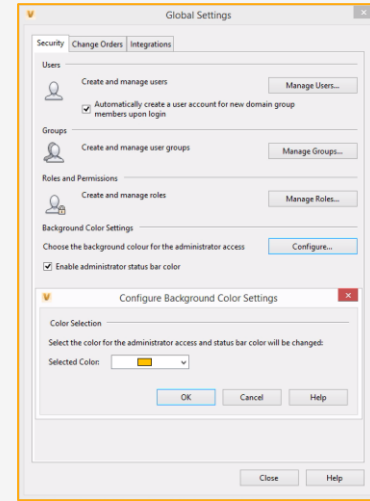 Global Settings
Security Change Orders Integrations
Users
Create and manage users
Manage Users...
Automatically create a user account for new domain group
members upon login
Groups
Create and manage user groups
Manage Groups...
Roles and Permissions
Create and manage roles
Manage Roles...
Background Color Settings
Choose the background colour for the administrator access
Configure...
Enable administrator status bar color
Configure Background Color Settings
Color Selection
Select the color for the administrator access and status bar color will be changed:
Selected Color:
OK Cancel Help
Close Help